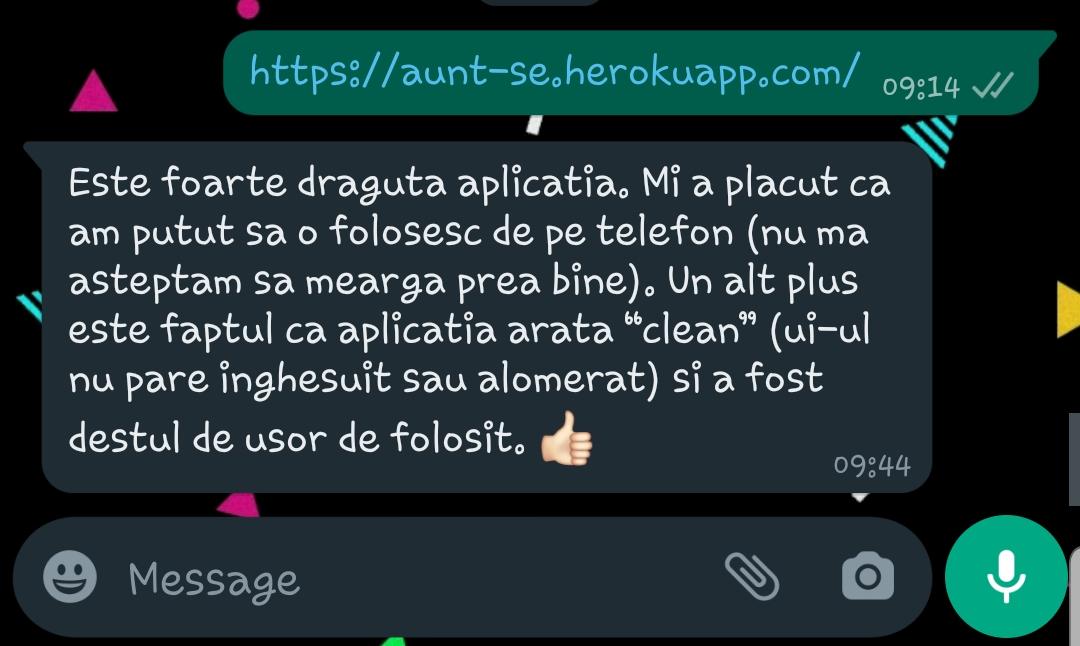 https://aunt-se.herokuapp.com/ 09:14
Este foarte draguta aplicatia. Mi a placut ca
am putut sa o folosesc de pe telefon (nu ma
asteptam sa mearga prea bine). Un alt plus
este faptul ca aplicatia arata “clean” (ui-ul
nu pare inghesuit sau alomerat) si a fost
destul de usor de folosit. 👍🏻
09:44
Message